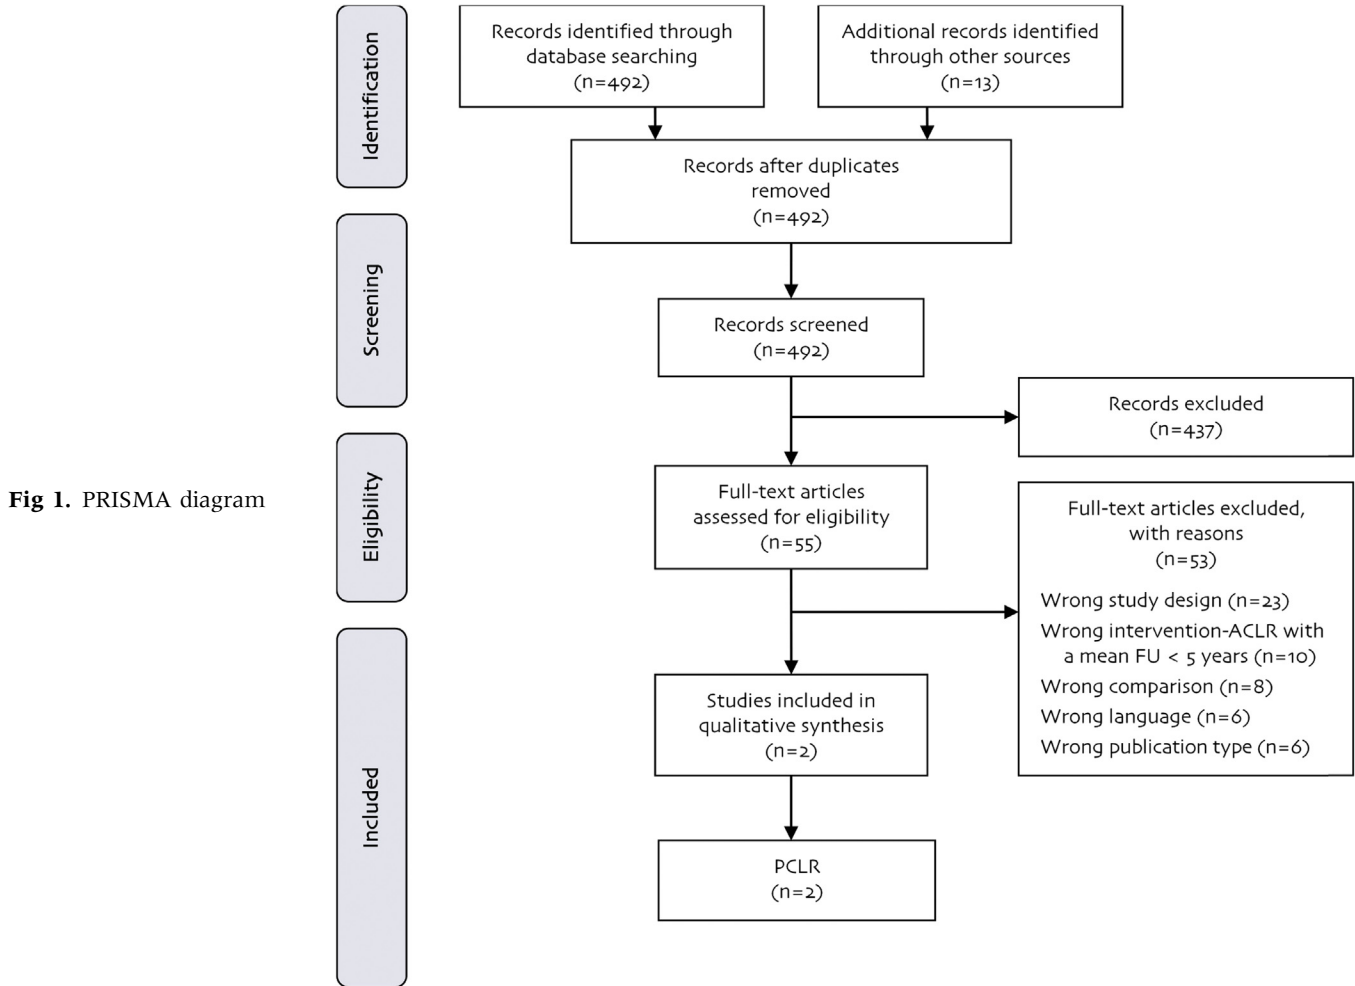 Identification
Records identified through
database searching
(n=492)
Additional records identified
through other sources
(n=13)
Records after duplicates
removed
(n=492)
Screening
Records screened
(n=492)
Records excluded
(n=437)
Eligibility
Full-text articles
assessed for eligibility
(n=55)
Fig 1. PRISMA diagram
Full-text articles excluded,
with reasons
(n=53)
Wrong study design (n=23)
Wrong intervention-ACLR with
a mean FU < 5 years (n=10)
Wrong comparison (n=8)
Wrong language (n=6)
Wrong publication type (n=6)
Included
Studies included in
qualitative synthesis
(n=2)
PCLR
(n=2)